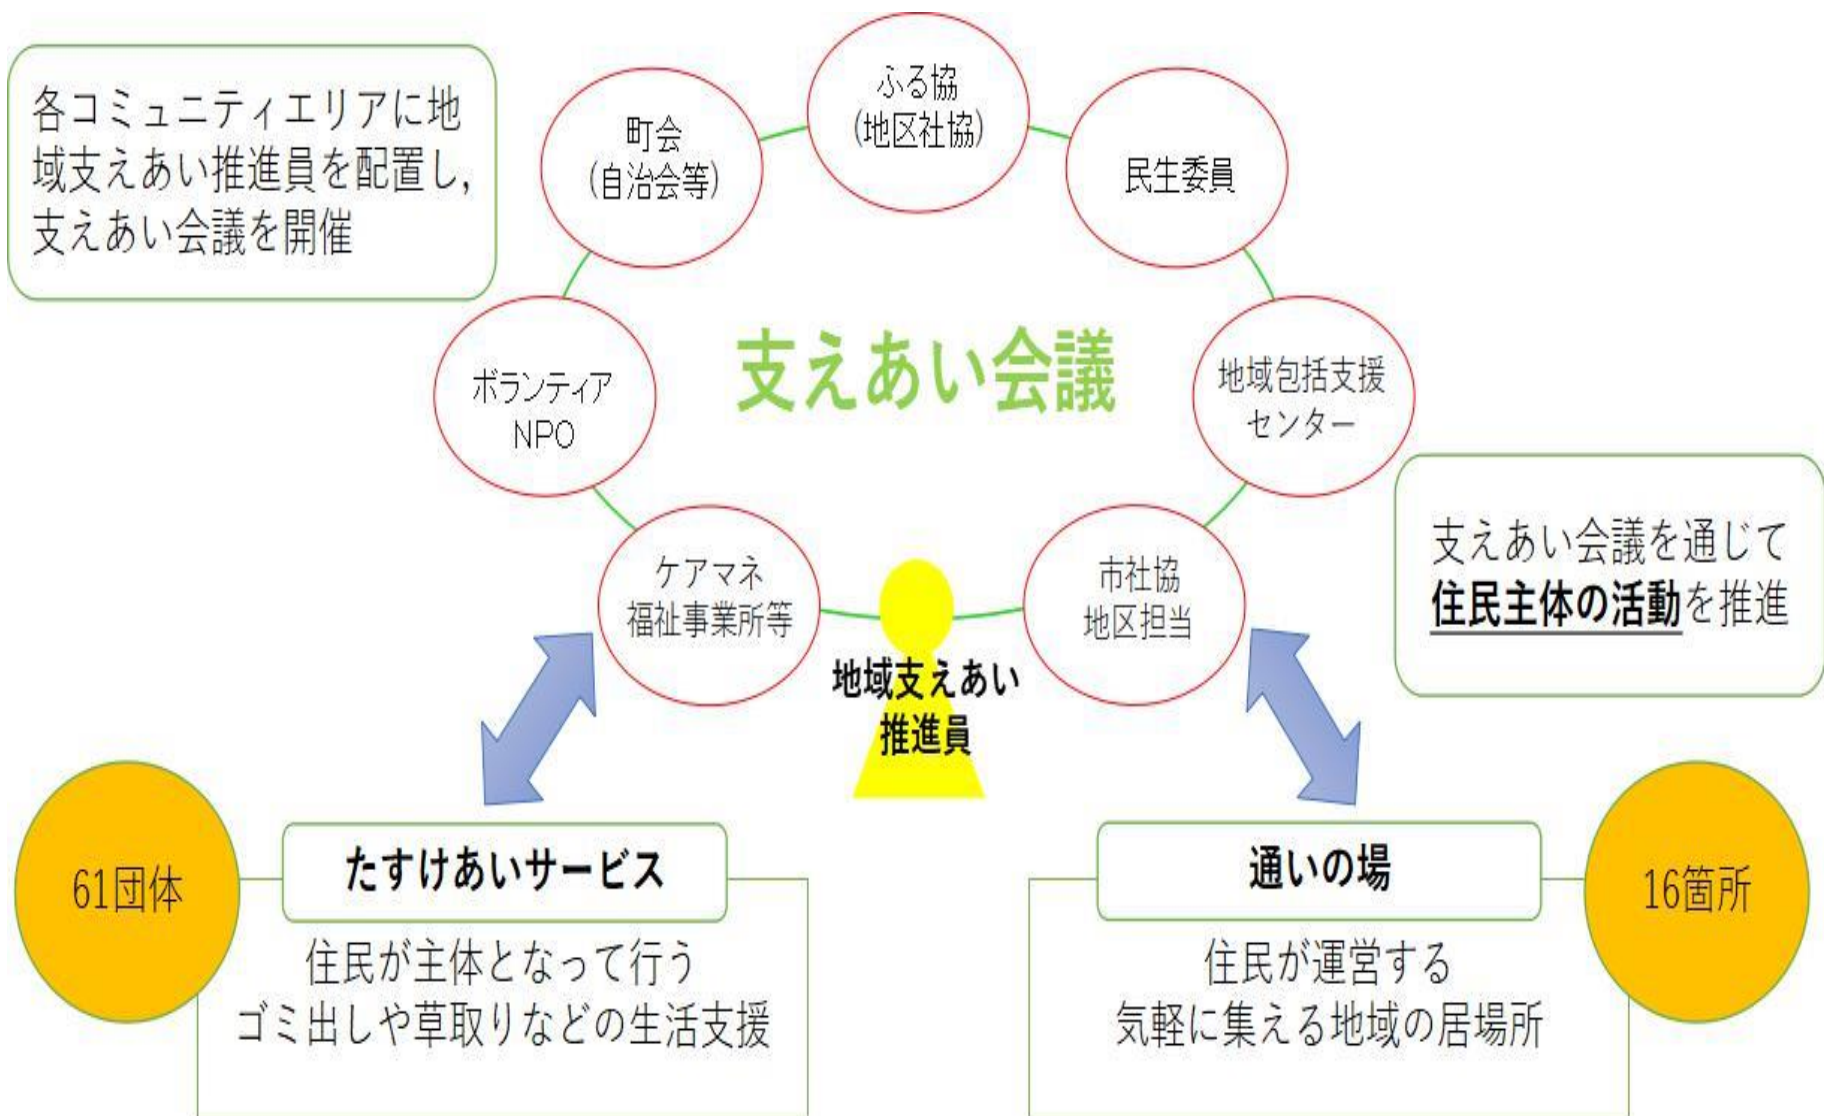 各コミュニティエリアに地
域支えあい推進員を配置し,
支えあい会議を開催
ふる協
(地区社協)
町会
(自治会等)
民生委員
支えあい会議
ボランティア
NPO
地域包括支援
センター
ケアマネ
福祉事業所等
市社協
地区担当
支えあい会議を通じて
住民主体の活動を推進
地域支えあい
推進員
61団体
たすけあいサービス
住民が主体となって行う
ゴミ出しや草取りなどの生活支援
通いの場
16箇所
住民が運営する
気軽に集える地域の居場所